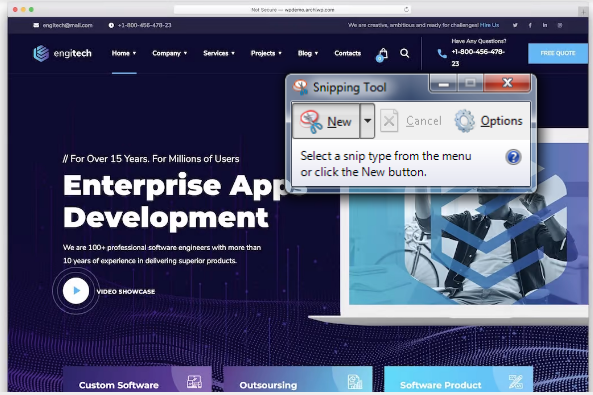 Not Secure — wpdemo.archiwp.com
engitech@mail.com +1-800-456-478-23 We are creative, ambitious and ready for challenges! Hire Us
engitech Home Company Services Projects Blog Contacts
Have Any Questions?
+1-800-456-478-
23
FREE QUOTE
Snipping Tool
New Cancel Options
Select a snip type from the menu
or click the New button.
// For Over 15 Years. For Millions of Users
Enterprise App
Development
We are 100+ professional software engineers with more than
10 years of experience in delivering superior products.
VIDEO SHOWCASE
Custom Software Outsoursing Software Product